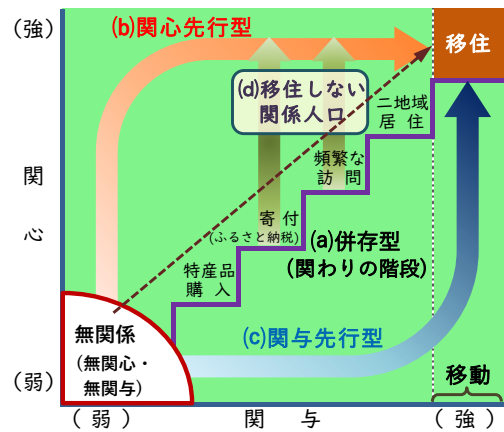 (強)
(b)関心先行型
移住
(d)移住しない
関係人口
二地域
居住
頻繁な
訪問
関
心
寄付
(ふるさと納税)
(a)併存型
(関わりの階段)
特産品
購入
無関係
(無関心・
無関与)
(c)関与先行型
(弱)
移動
(弱)
関与
(強)